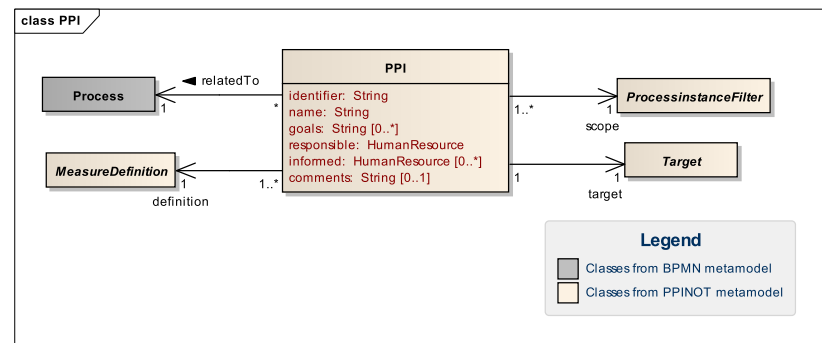 class PPI
PPI
identifier: String
name: String
goals: String [0..*]
responsible: HumanResource
informed: HumanResource [0..*]
comments: String [0..1]
Process
relatedTo
1
*
MeasureDefinition
1
definition
1..*
ProcessinstanceFilter
1..*
1
scope
Target
1
1
target
Legend
Classes from BPMN metamodel
Classes from PPINOT metamodel